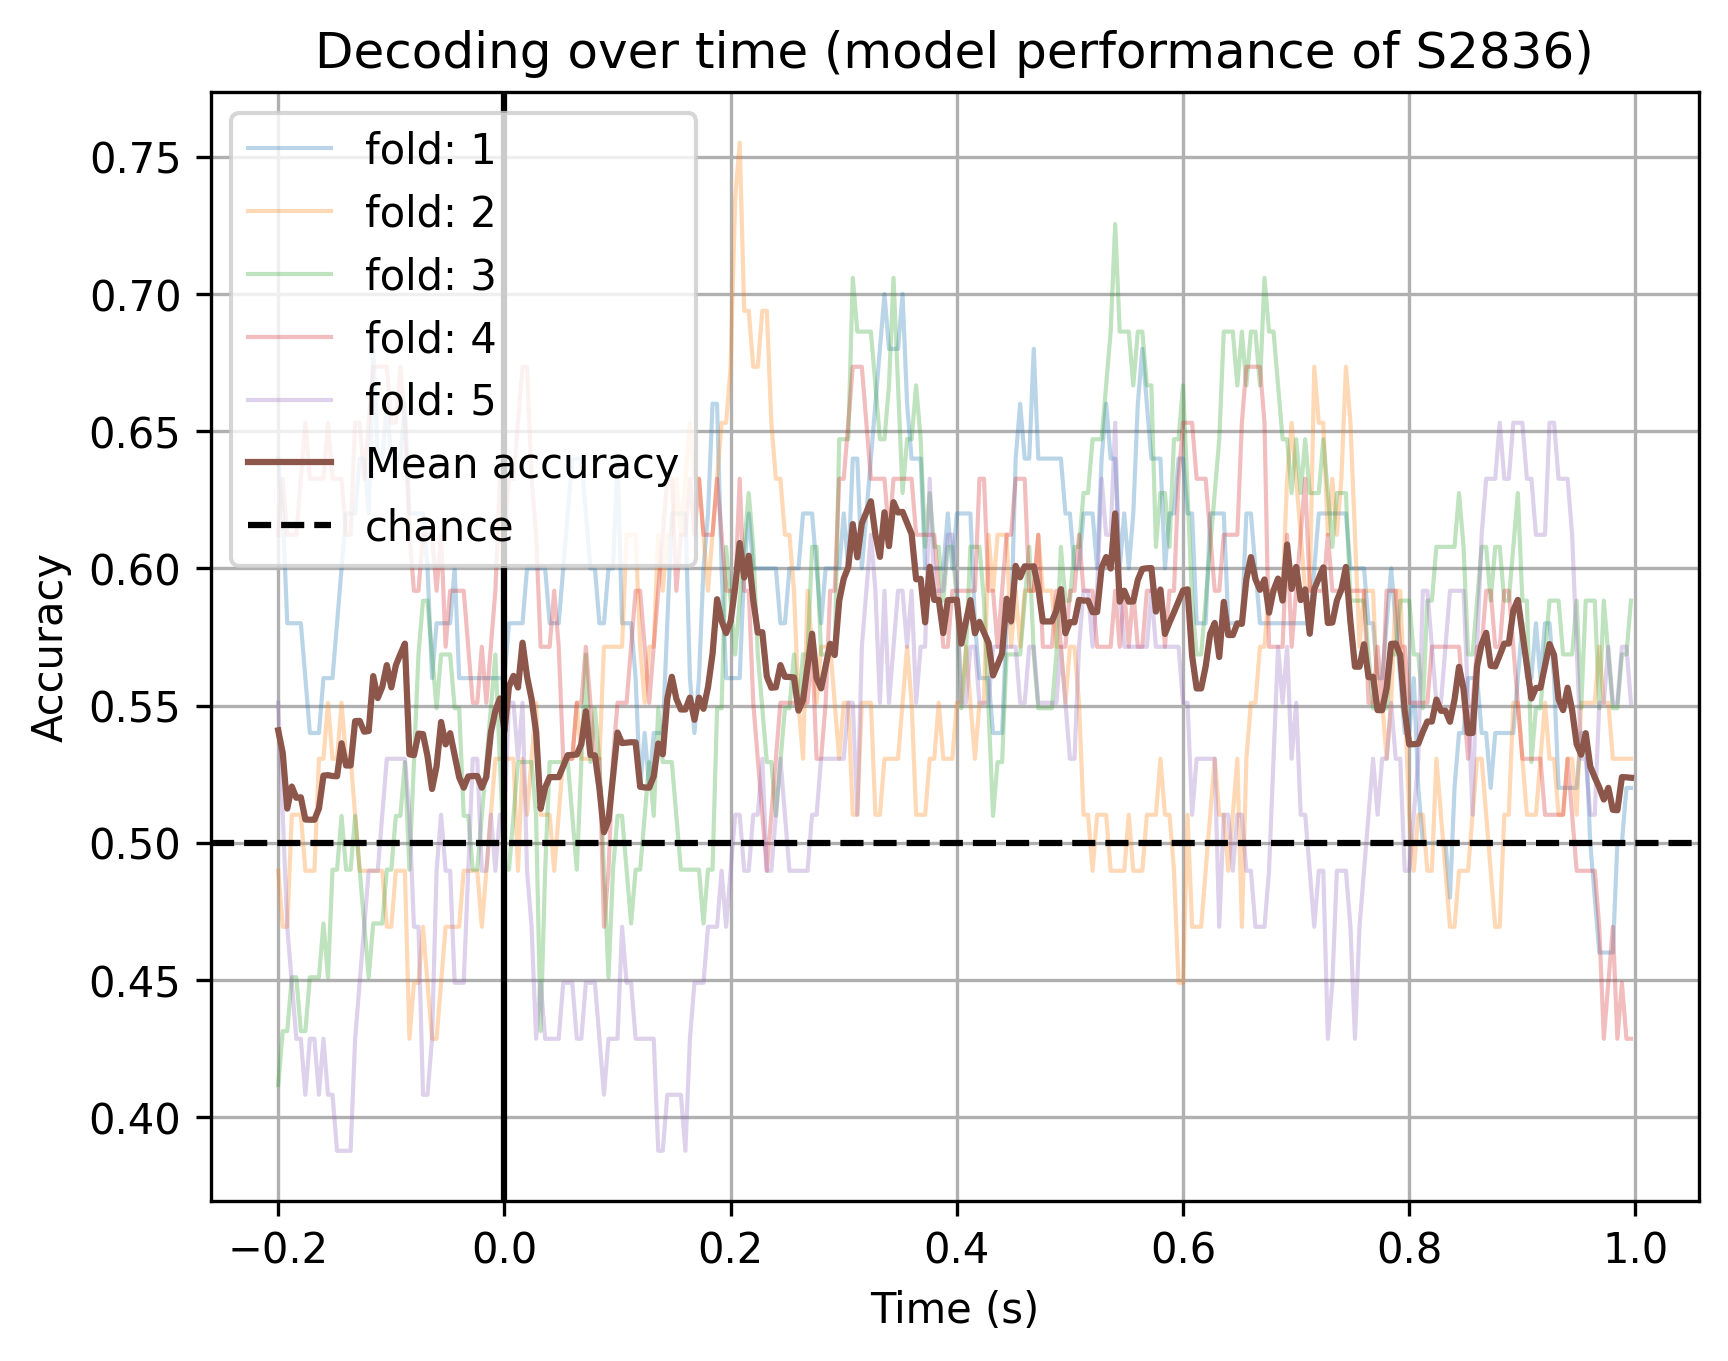 Decoding over time (model performance of S2836)
fold: 1
fold: 2
fold: 3
fold: 4
fold: 5
Mean accuracy
chance
Accuracy
0.75
0.70
0.65
0.60
0.55
0.50
0.45
0.40
−0.2 0.0 0.2 0.4 0.6 0.8 1.0
Time (s)